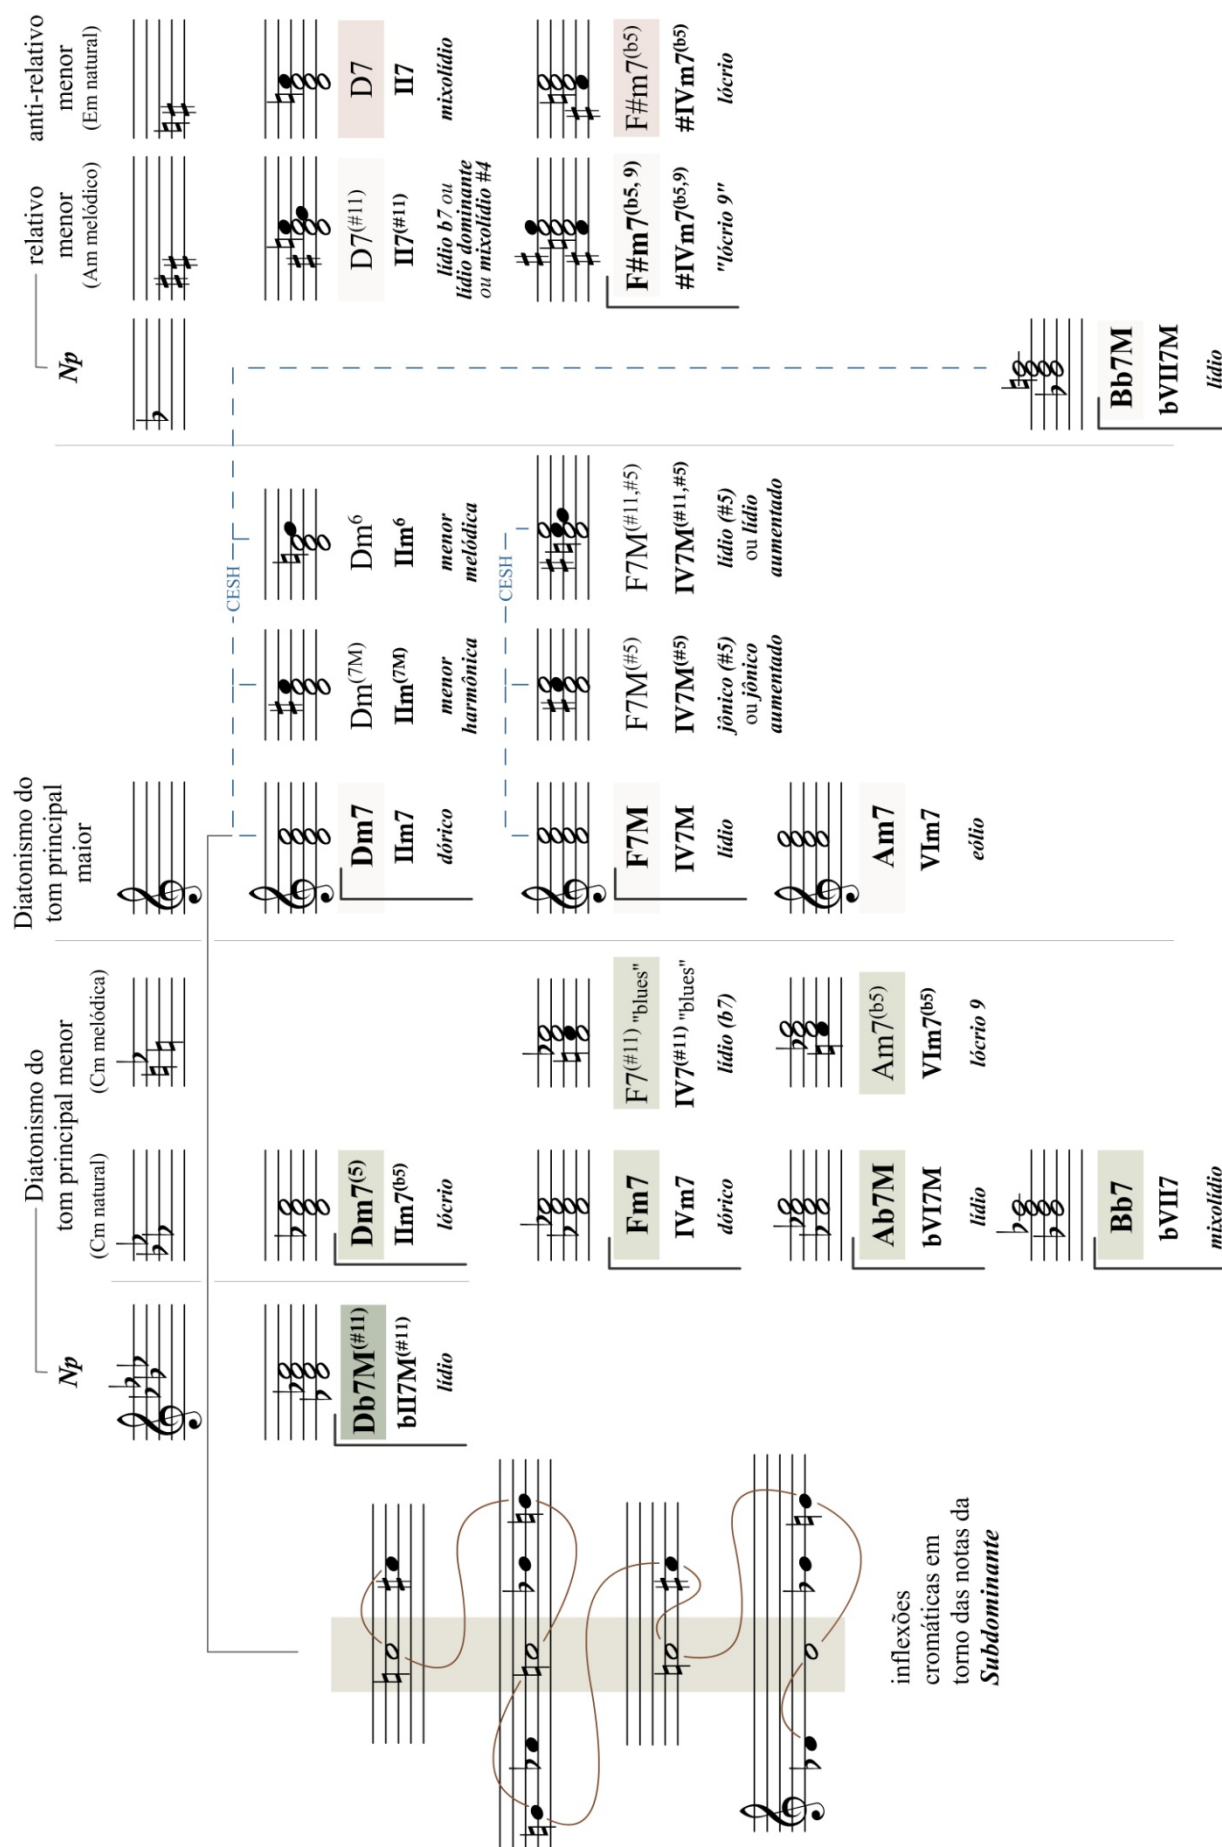 Np
Diatonismo do
tom principal menor
(Cm natural)
(Cm melódica)
Diatonismo do
tom principal
maior
Np
relativo
menor
(Am melódico)
anti-relativo
menor
(Em natural)
CESH
Db7M(#11)
bII7M(#11)
lídio
Dm7(5)
IIm7(b5)
lócrio
Dm7
IIm7
dórico
Dm(7M)
IIm(7M)
menor
harmônica
Dm6
IIm6
menor
melódica
D7(#11)
II7(#11)
lídio b7 ou
lídio dominante
ou mixolídio #4
D7
II7
mixolídio
CESH
Fm7
IVm7
dórico
F7(#11) "blues"
IV7(#11) "blues"
lídio (b7)
F7M
IV7M
lídio
F7M(#5)
IV7M(#5)
jônico (#5)
ou jônico
aumentado
F7M(#11,#5)
IV7M(#11,#5)
lídio (#5)
ou lídio
aumentado
F#m7(b5, 9)
#IVm7(b5,9)
"lócrio 9"
F#m7(b5)
#IVm7(b5)
lócrio
Ab7M
bVI7M
lídio
Am7(b5)
VIm7(b5)
lócrio 9
Am7
VIm7
eólio
Bb7
bVII7
mixolídio
Bb7M
bVII7M
lídio
inflexões
cromáticas em
torno das notas da
Subdominante